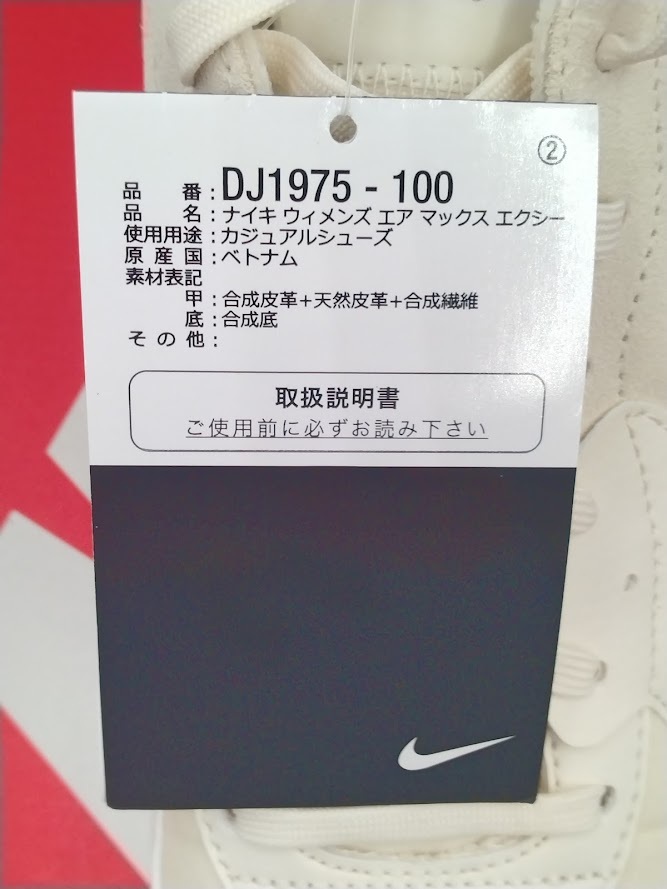 ②
品 番：DJ1975 - 100
品 名：ナイキ ウィメンズ エア マックス エクシー
使用用途：カジュアルシューズ
原 産 国：ベトナム
素材表記
甲：合成皮革+天然皮革+合成繊維
底：合成底
そ の 他：
取扱説明書
ご使用前に必ずお読み下さい